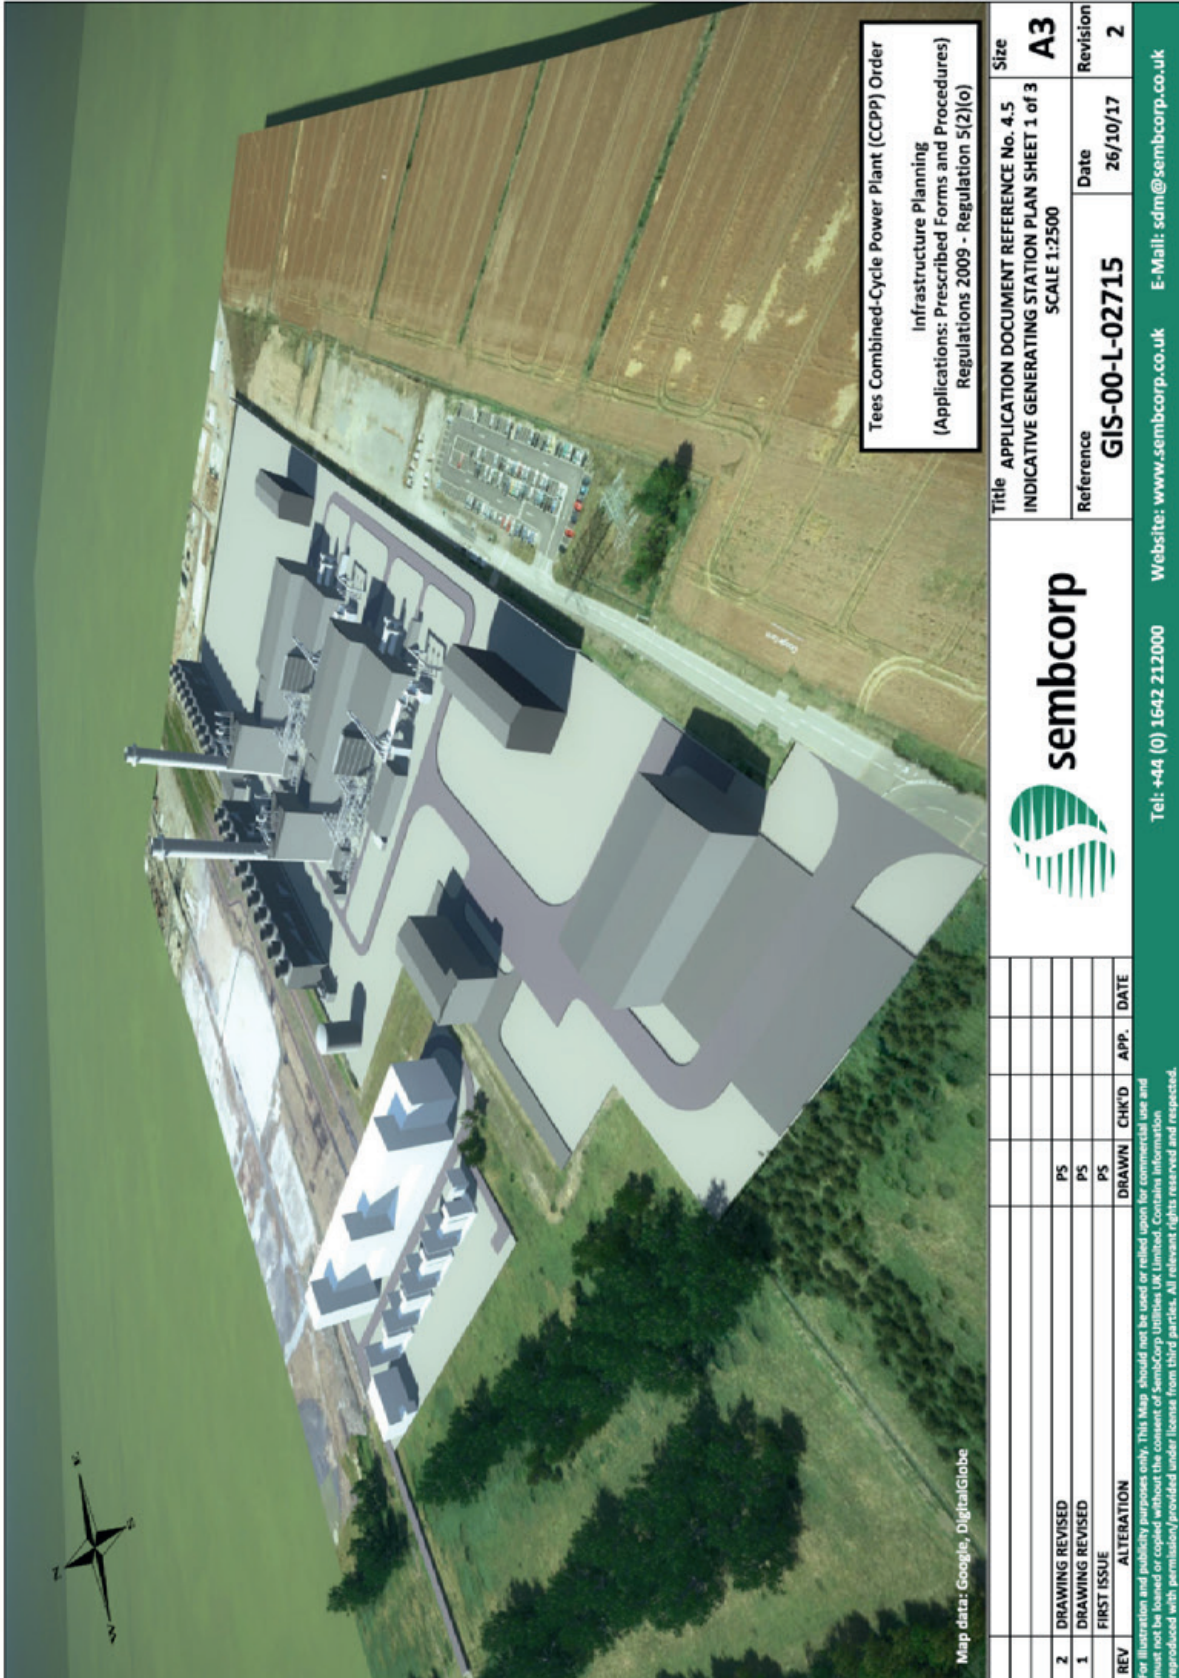 Tees Combined-Cycle Power Plant (CCPP) Order
Infrastructure Planning
(Applications: Prescribed Forms and Procedures)
Regulations 2009 - Regulation 5(2)(o)
Map data: Google, DigitalGlobe
2 DRAWING REVISED PS
1 DRAWING REVISED PS
FIRST ISSUE PS
REV ALTERATION DRAWN CHK'D APP. DATE
sembcorp
Title APPLICATION DOCUMENT REFERENCE No. 4.5
INDICATIVE GENERATING STATION PLAN SHEET 1 of 3
SCALE 1:2500
Size
A3
Reference
GIS-00-L-02715
Date
26/10/17
Revision
2
For illustration and publicity purposes only. This Map should not be used or relied upon for commercial use and
must not be loaned or copied without the consent of SembCorp Utilities UK Limited. Contains information
reproduced with permission/provided under license from third parties. All relevant rights reserved and respected.
Tel: +44 (0) 1642 212000 Website: www.sembcorp.co.uk E-Mail: sdm@sembcorp.co.uk